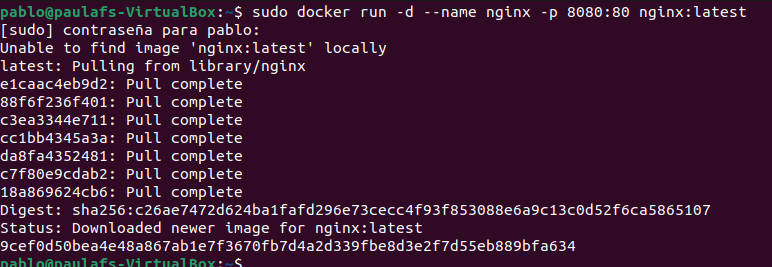 pablo@paulafs-VirtualBox:~$ sudo docker run -d --name nginx -p 8080:80 nginx:latest
[sudo] contraseña para pablo:
Unable to find image 'nginx:latest' locally
latest: Pulling from library/nginx
e1caac4eb9d2: Pull complete
88f6f236f401: Pull complete
c3ea3344e711: Pull complete
cc1bb4345a3a: Pull complete
da8fa4352481: Pull complete
c7f80e9cdab2: Pull complete
18a869624cb6: Pull complete
Digest: sha256:c26ae7472d624ba1fafd296e73cecc4f93f853088e6a9c13c0d52f6ca5865107
Status: Downloaded newer image for nginx:latest
9cef0d50bea4e48a867ab1e7f3670fb7d4a2d339fbe8d3e2f7d55eb889bfa634
pablo@paulafs-VirtualBox:~$